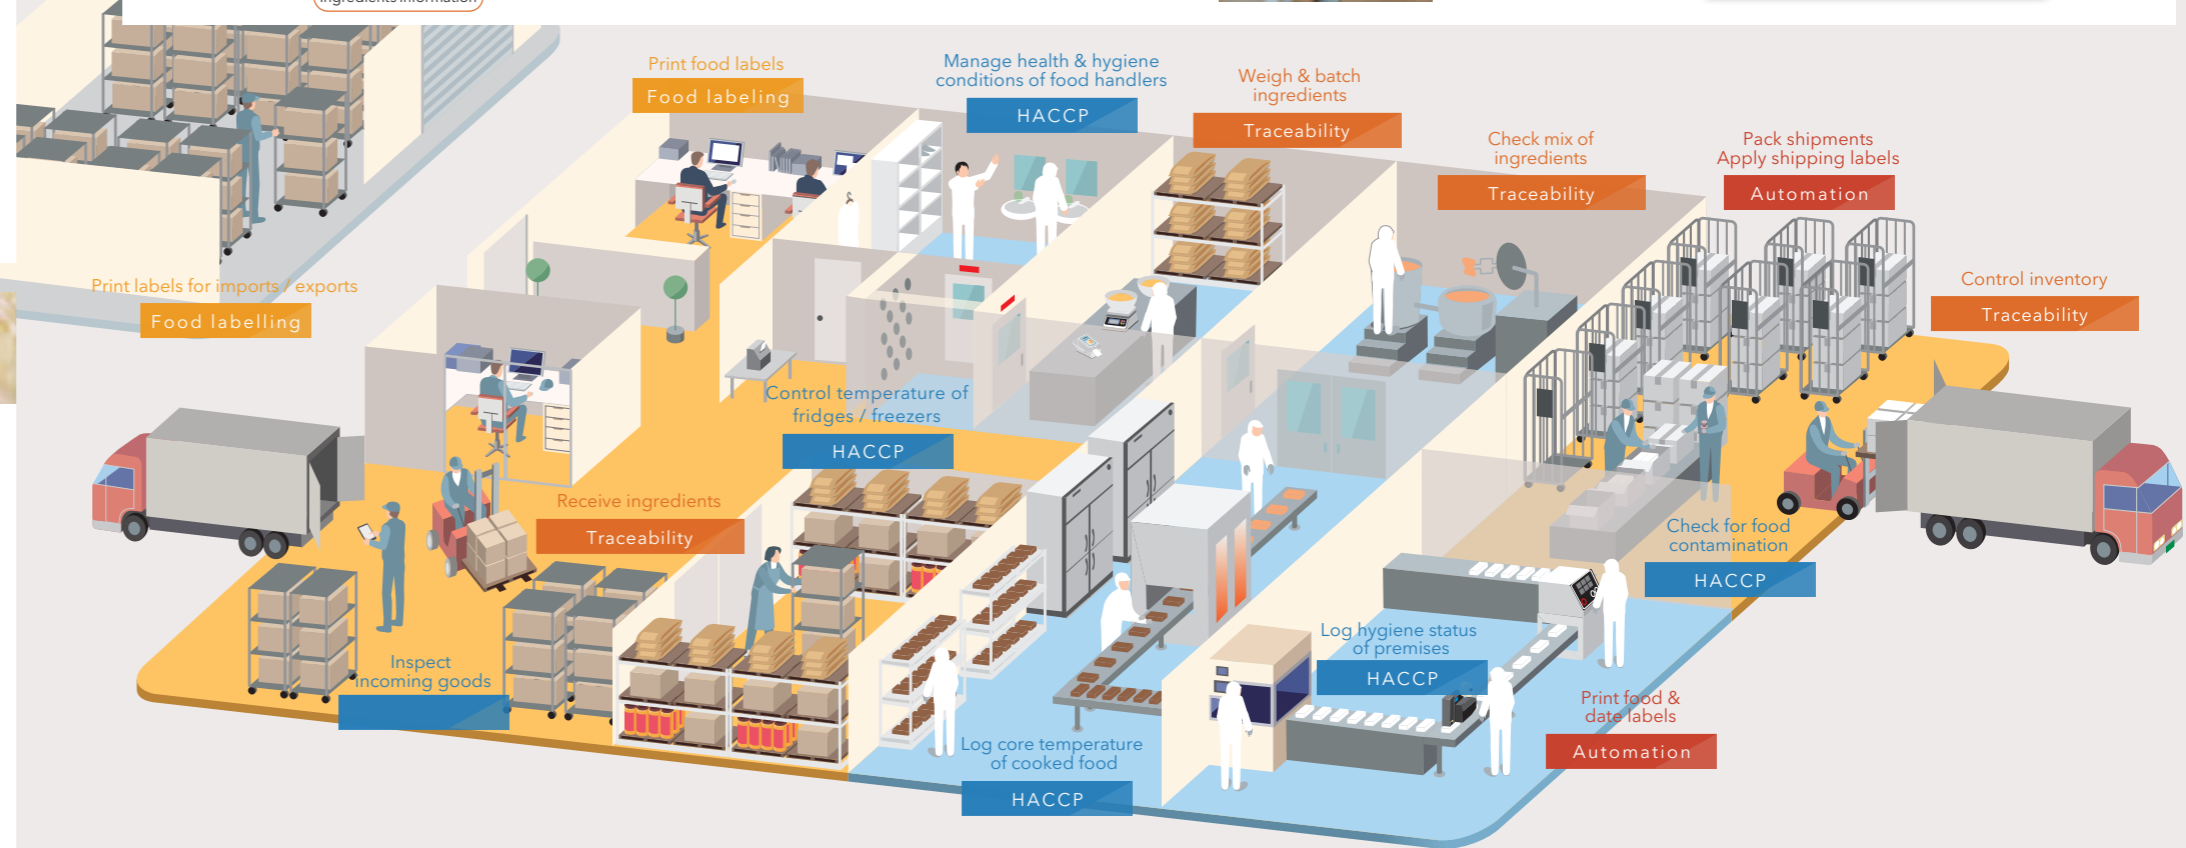 ingredients information
Print food labels
Food labeling
Manage health & hygiene
conditions of food handlers
HACCP
Weigh & batch
ingredients
Traceability
Check mix of
ingredients
Traceability
Pack shipments
Apply shipping labels
Automation
Print labels for imports / exports
Food labelling
Control inventory
Traceability
Control temperature of
fridges / freezers
HACCP
Receive ingredients
Traceability
Check for food
contamination
HACCP
Inspect
incoming goods
Log hygiene status
of premises
HACCP
Print food &
date labels
Automation
Log core temperature
of cooked food
HACCP